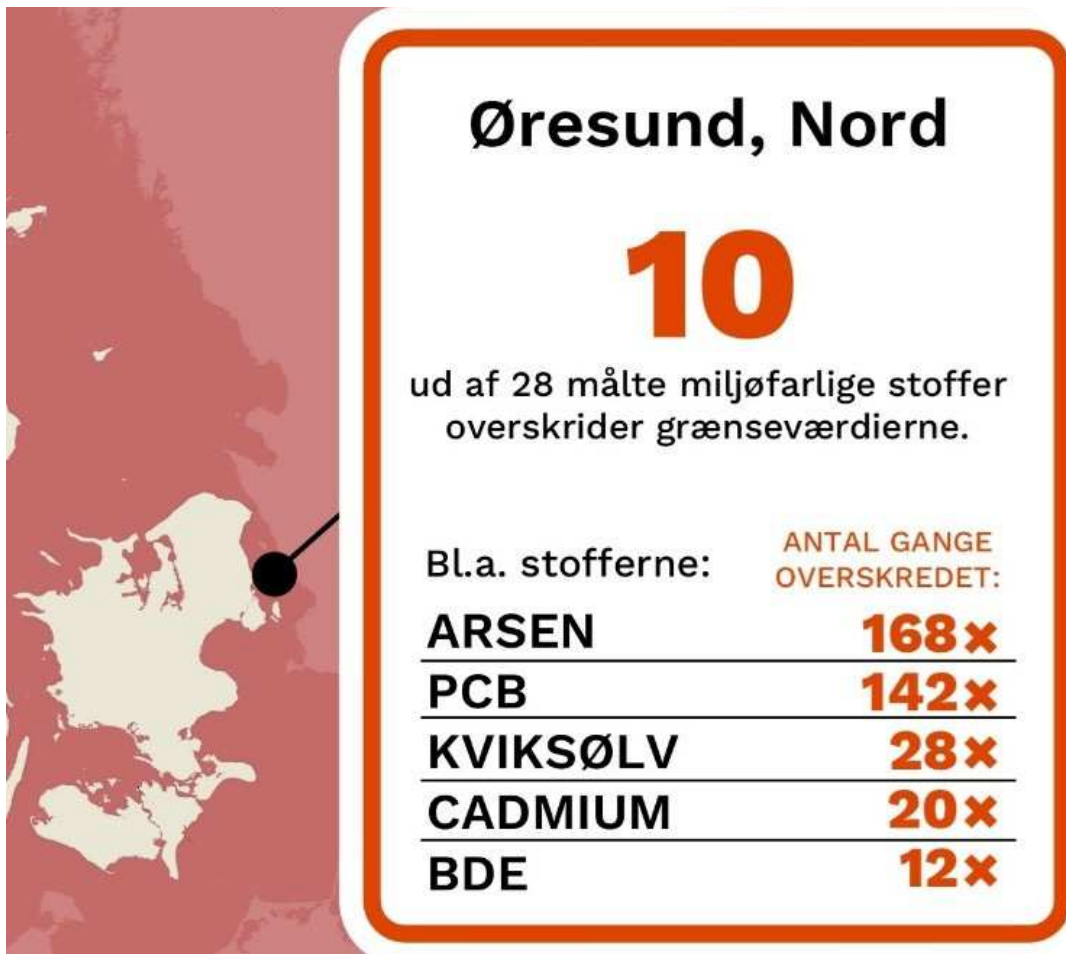 Øresund, Nord
10
ud af 28 målte miljøfarlige stoffer
overskrider grænseværdierne.
Bl.a. stofferne:
ANTAL GANGE
OVERSKREDET:
ARSEN 168×
PCB 142×
KVIKSØLV 28×
CADMIUM 20×
BDE 12×